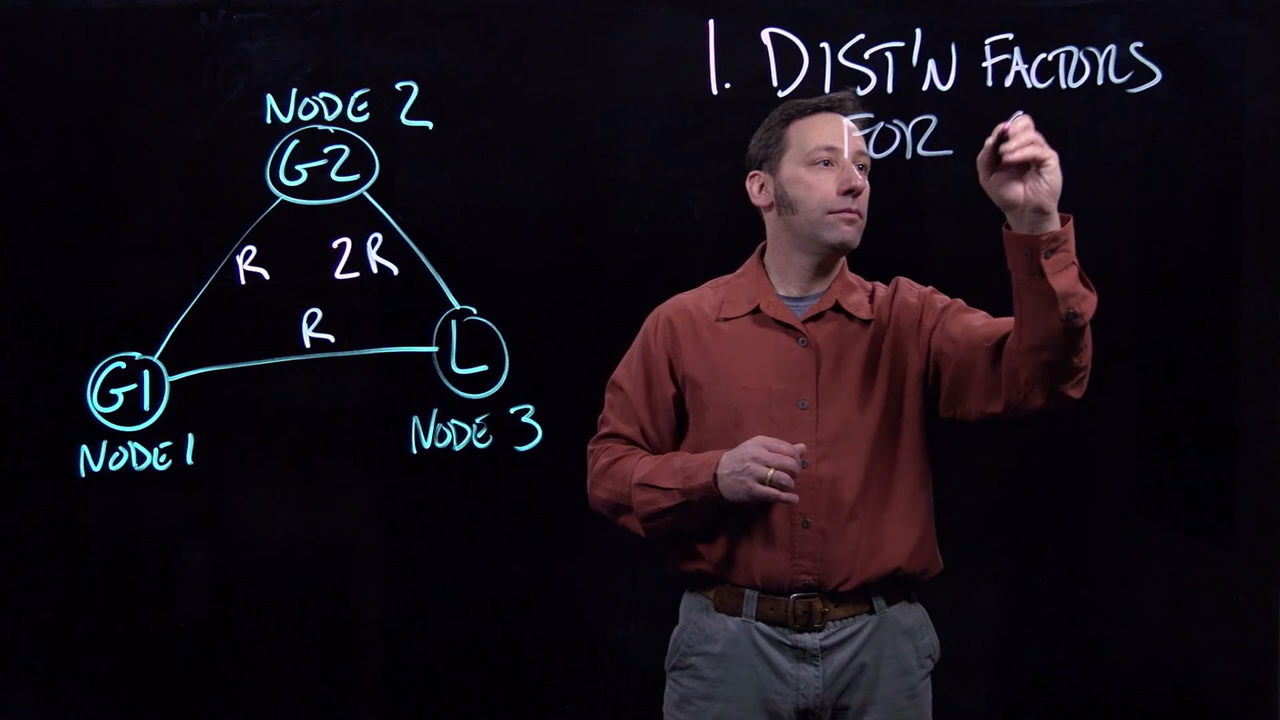 1. DIST'N FACTORS
FOR
NODE 2
G2
R
2R
R
G1
L
NODE 1
NODE 3